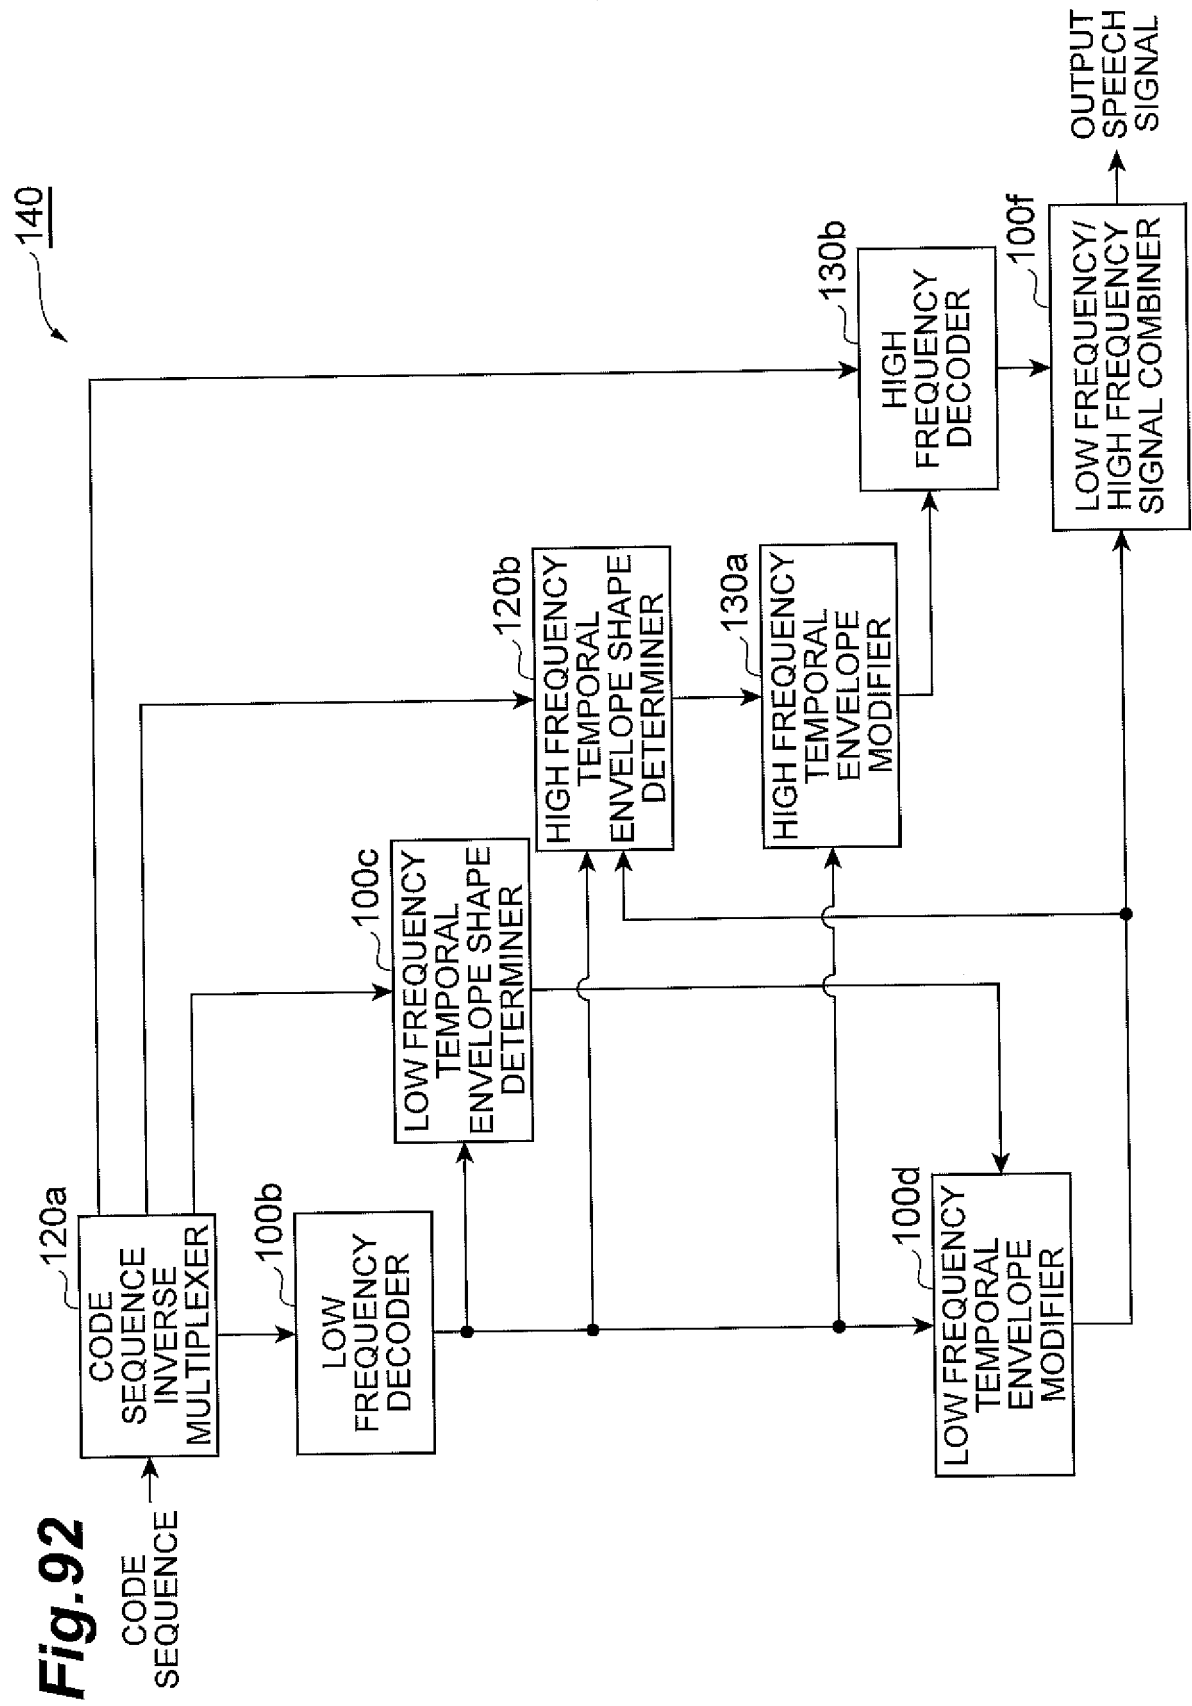 Fig.92
140
CODE
SEQUENCE
120a
CODE
SEQUENCE
INVERSE
MULTIPLEXER
100b
LOW
FREQUENCY
DECODER
100c
LOW FREQUENCY
TEMPORAL
ENVELOPE SHAPE
DETERMINER
120b
HIGH FREQUENCY
TEMPORAL
ENVELOPE SHAPE
DETERMINER
130a
HIGH FREQUENCY
TEMPORAL
ENVELOPE
MODIFIER
130b
HIGH
FREQUENCY
DECODER
100d
LOW FREQUENCY
TEMPORAL
ENVELOPE
MODIFIER
100f
LOW FREQUENCY/
HIGH FREQUENCY
SIGNAL COMBINER
OUTPUT
SPEECH
SIGNAL